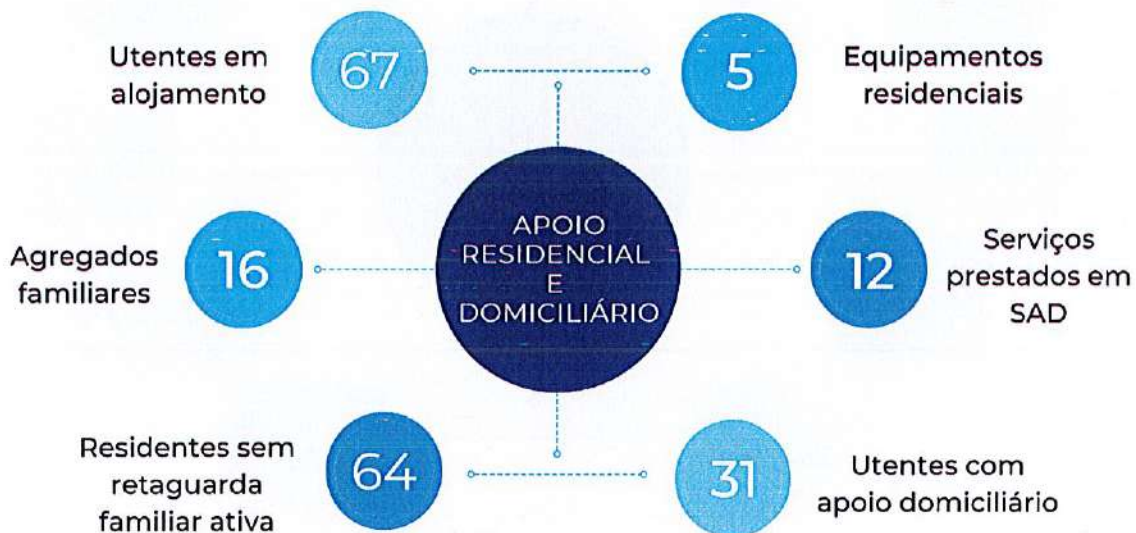 Utentes em
alojamento
67
5
Equipamentos
residenciais
Agregados
familiares
16
APOIO
RESIDENCIAL
E
DOMICILIÁRIO
12
Serviços
prestados em
SAD
Residentes sem
retaguarda
familiar ativa
64
31
Utentes com
apoio domiciliário